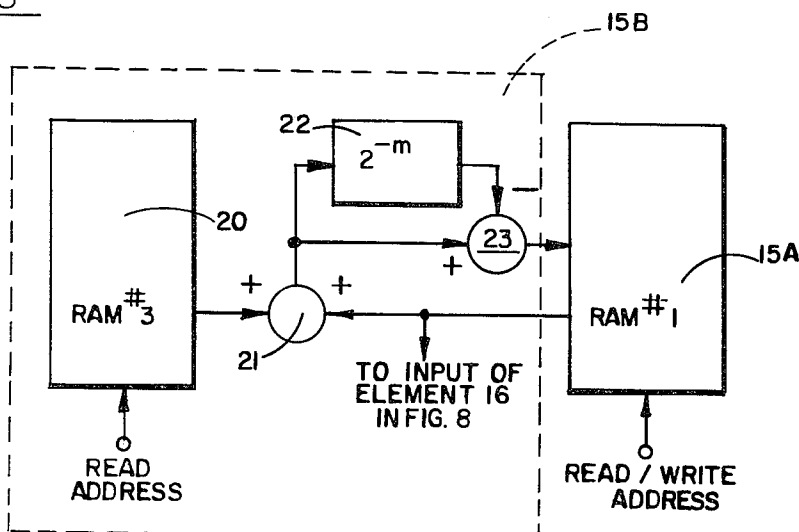 15B
22
2^-m
20
23
-
+
15A
+
+
RAM #3
RAM #1
21
TO INPUT OF
ELEMENT 16
IN FIG. 8
READ
ADDRESS
READ / WRITE
ADDRESS